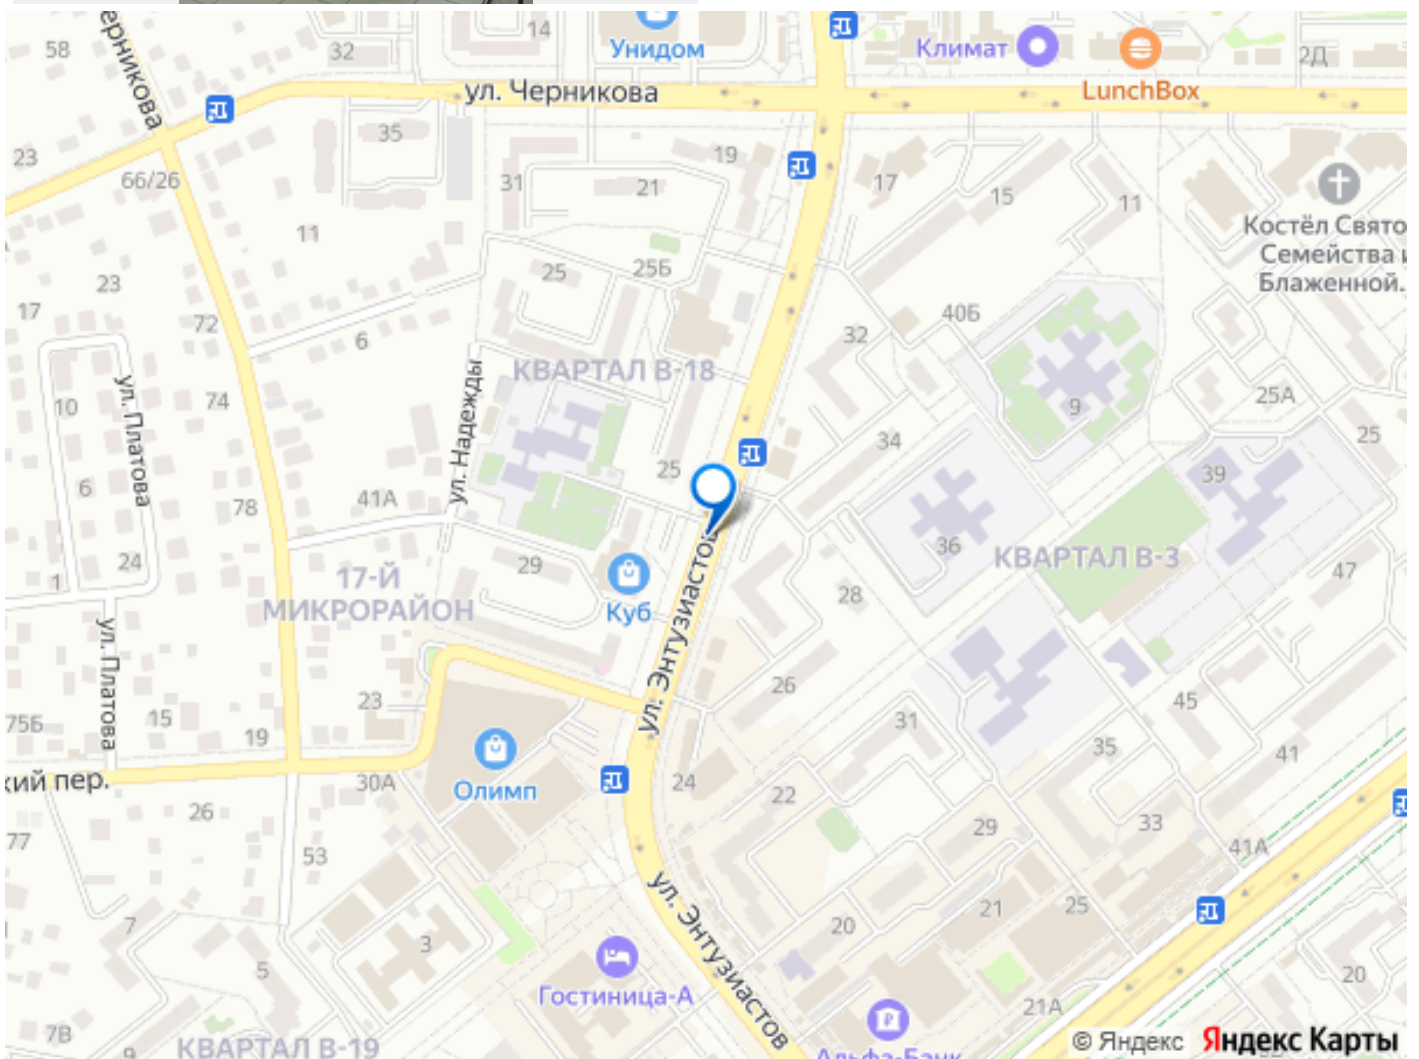 58
ерникова
32
14
Унидом
Климат
2Д
LunchBox
ул. Черникова
35
23
66/26
31
21
19
17
15
11
Костёл Свято
Семейства и
Блаженной.
11
23
17
72
6
25
25Б
32
40Б
КВАРТАЛ В-18
ул. Надежды
ул. Платова
10
74
9
25А
25
34
39
6
78
41А
25
24
1
29
36
КВАРТАЛ В-3
47
17-Й
МИКРОРАЙОН
Куб
28
ул. Энтузиастов
ул. Платова
26
45
75Б
15
19
23
31
35
41
кий пер.
30А
Олимп
24
22
26
29
33
77
53
41А
ул. Энтузиастов
7
3
20
21
25
5
Гостиница-А
20
21А
7В
9
КВАРТАЛ В-19
Альфа-Банк
© Яндекс Яндекс Карты